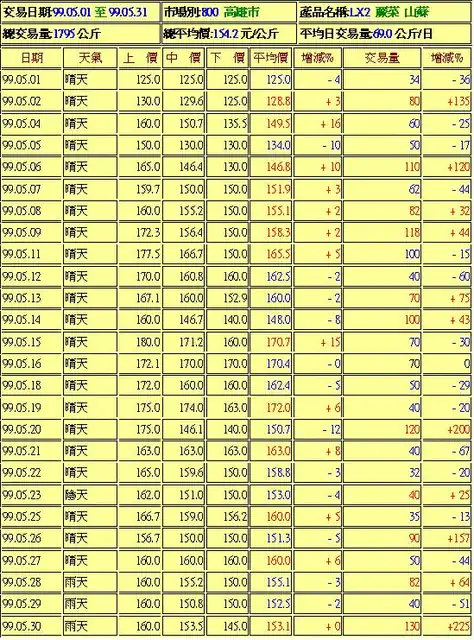 交易日期:99.05.01 至 99.05.31 市場別:800 高雄市 產品名稱:LX2 蕨菜 山蘇
總交易量:1795 公斤 總平均價:154.2 元/公斤 平均日交易量:69.0 公斤/日
日期 天氣 上 價 中 價 下 價 平均價 增減% 交易量 增減%
99.05.01 晴天 125.0 125.0 125.0 125.0 - 4 34 - 36
99.05.02 晴天 130.0 129.6 125.0 128.8 + 3 80 +135
99.05.04 晴天 160.0 150.7 135.5 149.5 + 16 60 - 25
99.05.05 晴天 150.0 130.0 130.0 134.0 - 10 50 - 17
99.05.06 晴天 165.0 146.4 130.0 146.8 + 10 110 +120
99.05.07 晴天 159.7 150.0 150.0 151.9 + 3 62 - 44
99.05.08 晴天 160.0 155.2 150.0 155.1 + 2 82 + 32
99.05.09 晴天 172.3 156.4 150.0 158.3 + 2 118 + 44
99.05.11 晴天 177.5 166.7 150.0 165.5 + 5 100 - 15
99.05.12 晴天 170.0 160.8 160.0 162.5 - 2 40 - 60
99.05.13 晴天 167.1 160.0 152.9 160.0 - 2 70 + 75
99.05.14 晴天 160.0 146.7 140.0 148.0 - 8 100 + 43
99.05.15 晴天 180.0 171.2 160.0 170.7 + 15 70 - 30
99.05.16 晴天 172.1 170.0 170.0 170.4 - 0 70 0
99.05.18 晴天 172.0 160.0 160.0 162.4 - 5 50 - 29
99.05.19 晴天 175.0 174.0 163.0 172.0 + 6 40 - 20
99.05.20 晴天 175.0 146.1 140.0 150.7 - 12 120 +200
99.05.21 晴天 163.0 163.0 163.0 163.0 + 8 40 - 67
99.05.22 晴天 165.0 159.6 150.0 158.8 - 3 32 - 20
99.05.23 陰天 162.0 151.0 150.0 153.0 - 4 40 + 25
99.05.25 晴天 166.7 159.0 156.2 160.0 + 5 35 - 13
99.05.26 晴天 156.7 150.0 150.0 151.3 - 5 90 +157
99.05.27 晴天 160.0 160.0 160.0 160.0 + 6 50 - 44
99.05.28 雨天 160.0 155.2 150.0 155.1 - 3 82 + 64
99.05.29 雨天 160.0 150.8 150.0 152.5 - 2 40 - 51
99.05.30 雨天 160.0 153.5 145.0 153.1 + 0 130 +225